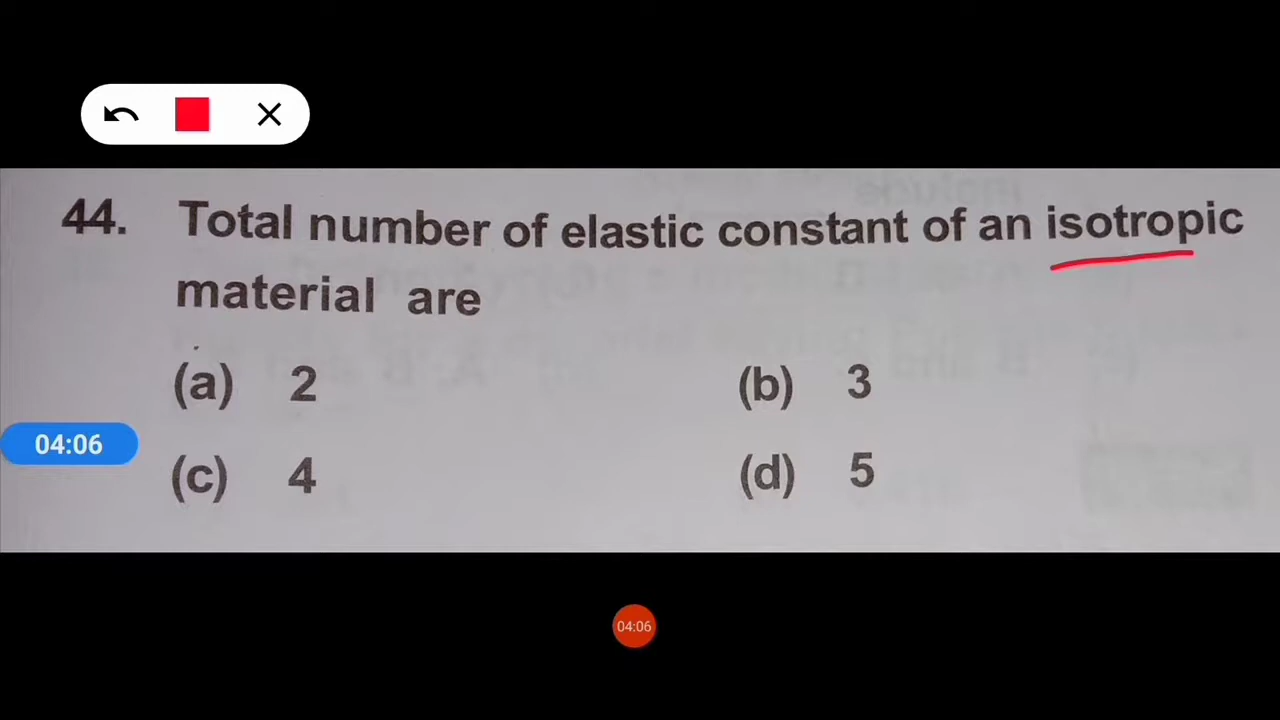 44. Total number of elastic constant of an isotropic
material are
(a) 2 (b) 3
04:06
(c) 4 (d) 5
04:06